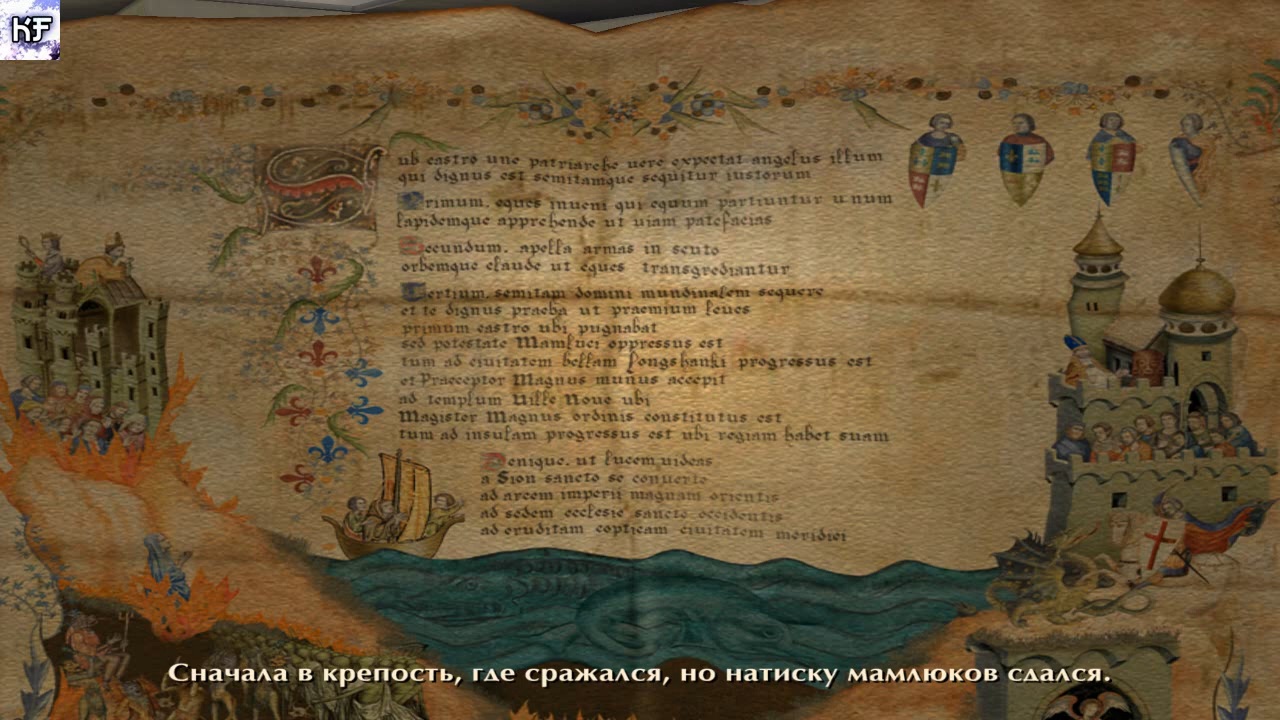 KF
Sub castro une patriarche uere expectat angelus illum
qui dignus est semitamque sequitur iustorum
Primum. eques inueni qui equum partiuntur unum
lapidemque apprehende ut uiam patefacias
Secundum. apella armas in scuto
orbemque claude ut eques transgrediantur
Tertium. semitam domini mundinalem sequere
et te dignus praeba ut praemium leues
primum castro ubi pugnabat
sed potestate Mamluci oppressus est
tum ad ciuitatem bellam Longshanki progressus est
et Praeceptor Magnus munus accepit
ad templum Uille Noue ubi
Magister Magnus ordinis constitutus est
tum ad insulam progressus est ubi regiam habet suam
Denique. ut lucem uideas
a Sion sancto se conuerte
ad arcem imperii magnam orientis
ad sedem ecclesie sancte occidentis
ad eruditam copticam ciuitatem meridiei
Сначала в крепость, где сражался, но натиску мамлюков сдался.